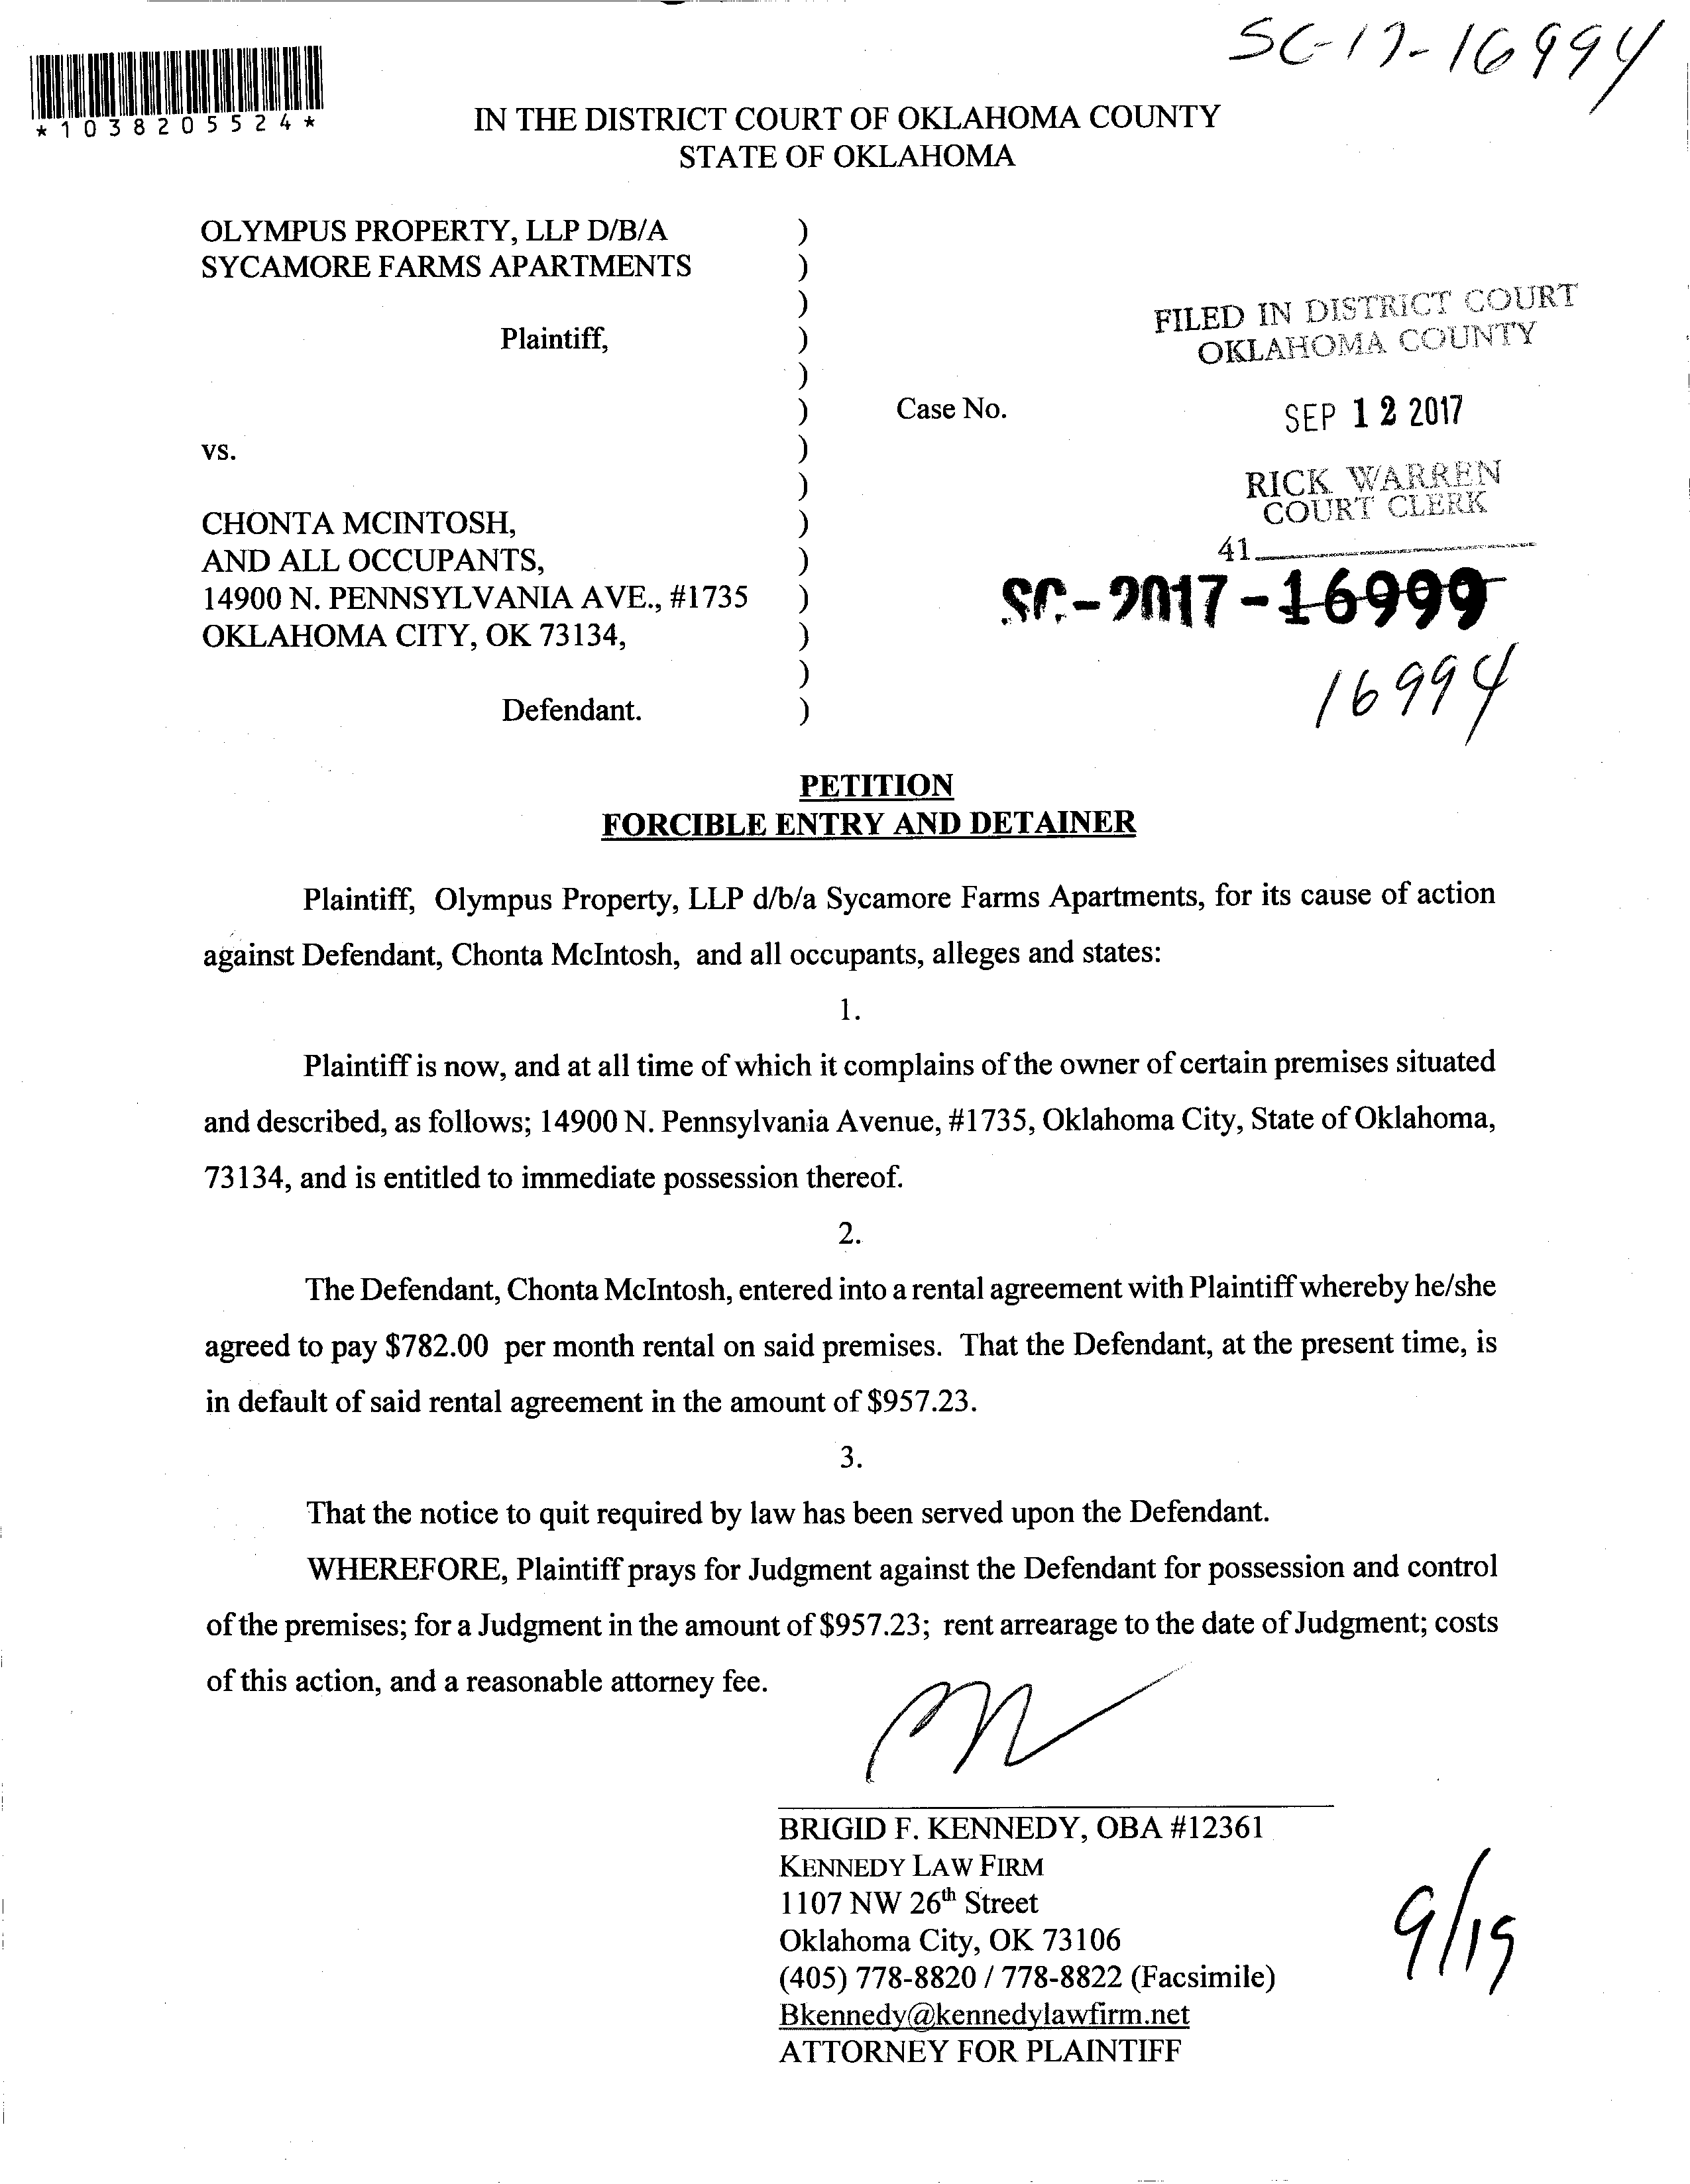 SC-17-16994
*1038205524*
IN THE DISTRICT COURT OF OKLAHOMA COUNTY
STATE OF OKLAHOMA
OLYMPUS PROPERTY, LLP D/B/A )
SYCAMORE FARMS APARTMENTS )
)
Plaintiff, )
)
) Case No.
vs. )
)
CHONTA MCINTOSH, )
AND ALL OCCUPANTS, )
14900 N. PENNSYLVANIA AVE., #1735 )
OKLAHOMA CITY, OK 73134, )
)
Defendant. )
FILED IN DISTRICT COURT
OKLAHOMA COUNTY
SEP 12 2017
RICK WARREN
COURT CLERK
41
SC-2017-16999
16994
PETITION
FORCIBLE ENTRY AND DETAINER
Plaintiff, Olympus Property, LLP d/b/a Sycamore Farms Apartments, for its cause of action
against Defendant, Chonta McIntosh, and all occupants, alleges and states:
1.
Plaintiff is now, and at all time of which it complains of the owner of certain premises situated
and described, as follows; 14900 N. Pennsylvania Avenue, #1735, Oklahoma City, State of Oklahoma,
73134, and is entitled to immediate possession thereof.
2.
The Defendant, Chonta McIntosh, entered into a rental agreement with Plaintiff whereby he/she
agreed to pay $782.00 per month rental on said premises. That the Defendant, at the present time, is
in default of said rental agreement in the amount of $957.23.
3.
That the notice to quit required by law has been served upon the Defendant.
WHEREFORE, Plaintiff prays for Judgment against the Defendant for possession and control
of the premises; for a Judgment in the amount of $957.23; rent arrearage to the date of Judgment; costs
of this action, and a reasonable attorney fee.
BRIGID F. KENNEDY, OBA #12361
KENNEDY LAW FIRM
1107 NW 26th Street
Oklahoma City, OK 73106
(405) 778-8820 / 778-8822 (Facsimile)
Bkennedy@kennedylawfirm.net
ATTORNEY FOR PLAINTIFF
9/19